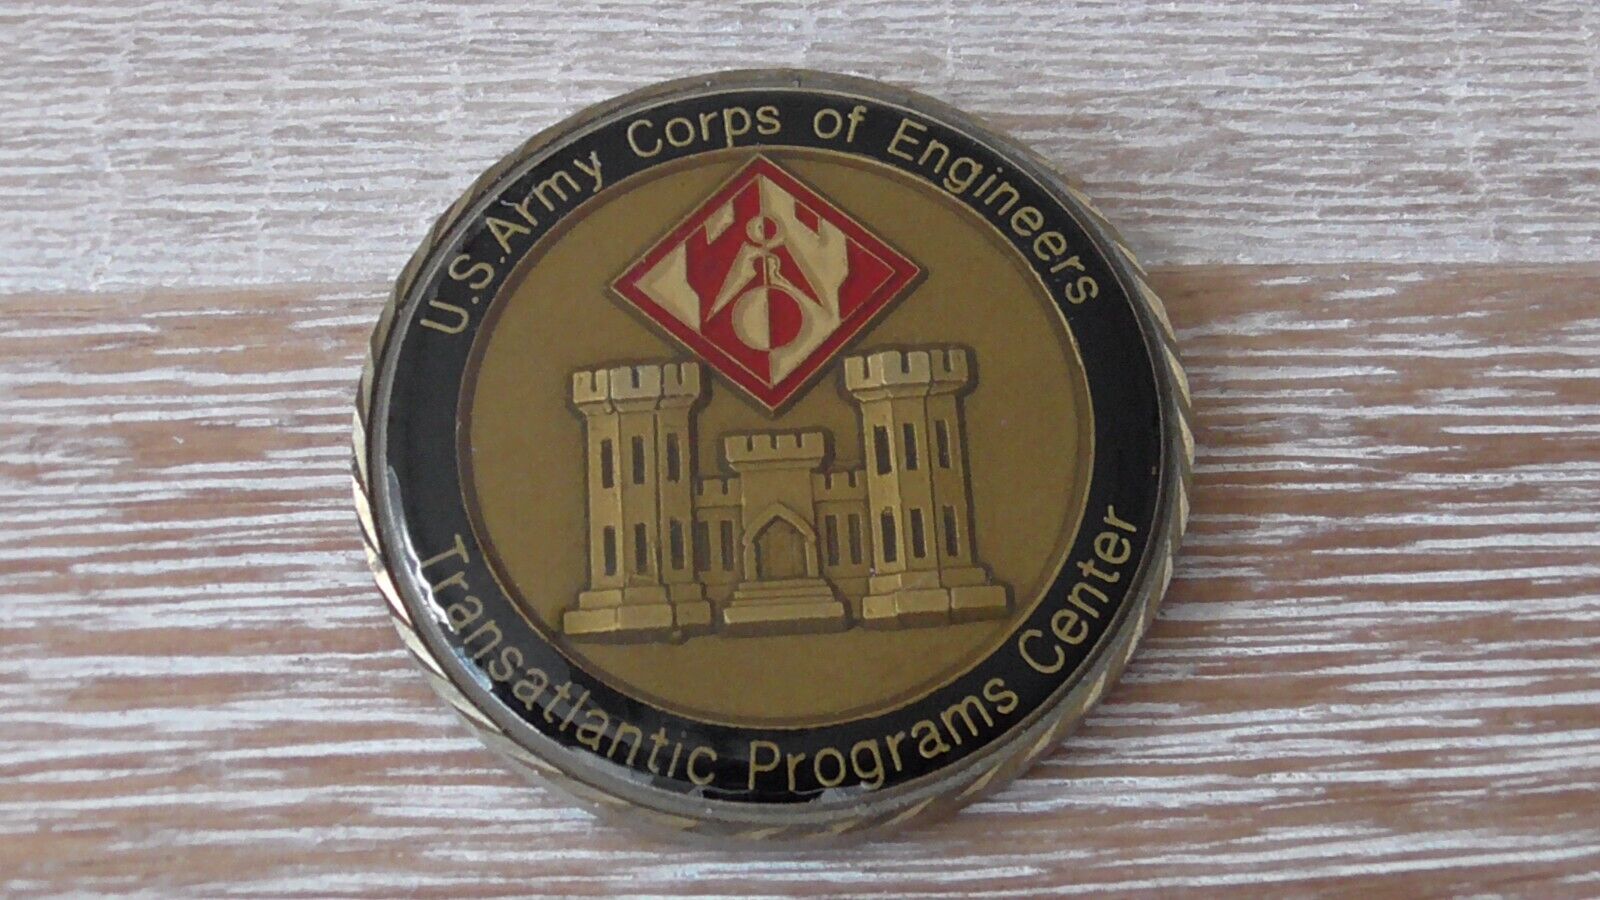 U.S.Army Corps of Engineers
Transatlantic Programs Center